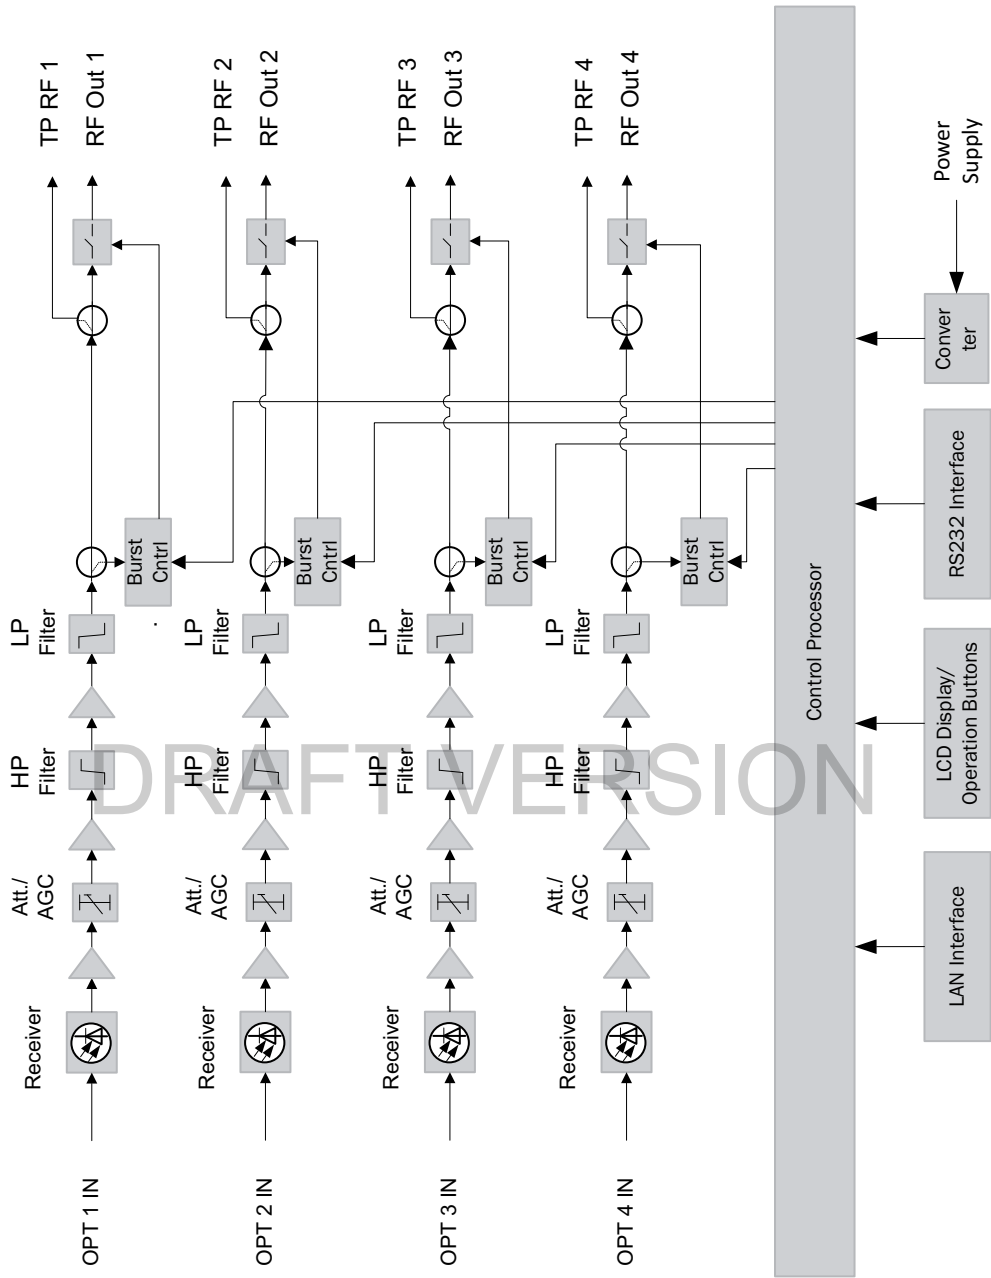 TP RF 1
RF Out 1
LP
Filter
HP
Filter
Att./
AGC
Receiver
OPT 1 IN
Burst
Cntrl
TP RF 2
RF Out 2
LP
Filter
HP
Filter
Att./
AGC
Receiver
OPT 2 IN
Burst
Cntrl
TP RF 3
RF Out 3
LP
Filter
HP
Filter
Att./
AGC
Receiver
OPT 3 IN
Burst
Cntrl
TP RF 4
RF Out 4
LP
Filter
HP
Filter
Att./
AGC
Receiver
OPT 4 IN
Burst
Cntrl
Control Processor
LAN Interface
LCD Display/
Operation Buttons
RS232 Interface
Conver
ter
Power
Supply
DRAFT VERSION